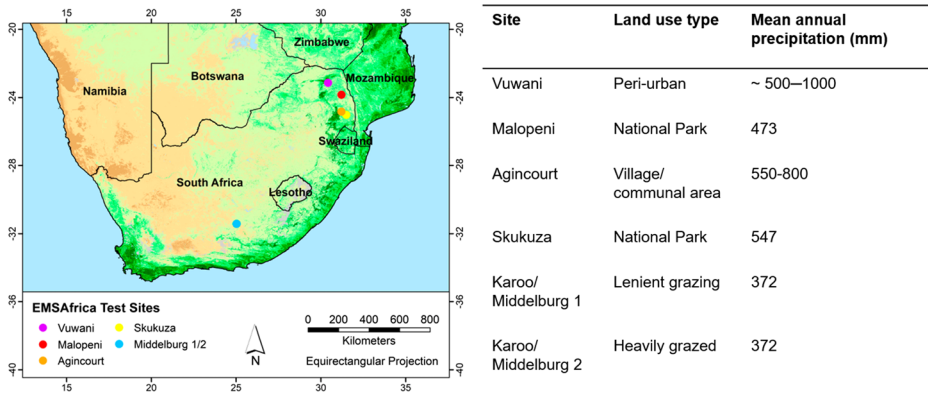 15 20 25 30 35
-20
-24
-28
-32
-36
-40
Zimbabwe
Botswana
Mozambique
Namibia
Swaziland
South Africa
Lesotho
EMSAfrica Test Sites
Vuwani Skukuza
Malopeni Middelburg 1/2
Agincourt
N
0 200 400 600 800
Kilometers
Equirectangular Projection
-20
-24
-28
-32
-36
-40
15 20 25 30 35
Site Land use type Mean annual
precipitation (mm)
Vuwani Peri-urban ~ 500─1000
Malopeni National Park 473
Agincourt Village/ 550-800
communal area
Skukuza National Park 547
Karoo/ Lenient grazing 372
Middelburg 1
Karoo/ Heavily grazed 372
Middelburg 2